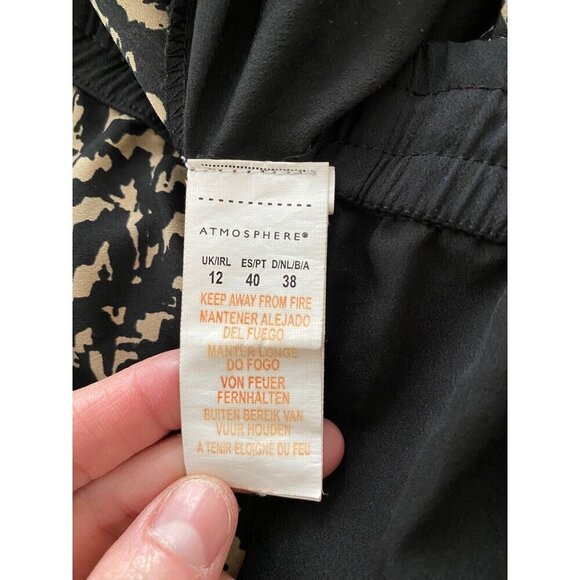 ATMOSPHERE®
UK/IRL ES/PT D/NL/B/A
12 40 38
KEEP AWAY FROM FIRE
MANTENER ALEJADO
DEL FUEGO
MANTER LONGE
DO FOGO
VON FEUER
FERNHALTEN
BUITEN BEREIK VAN
VUUR HOUDEN
A TENIR ELOIGNE DU FEU